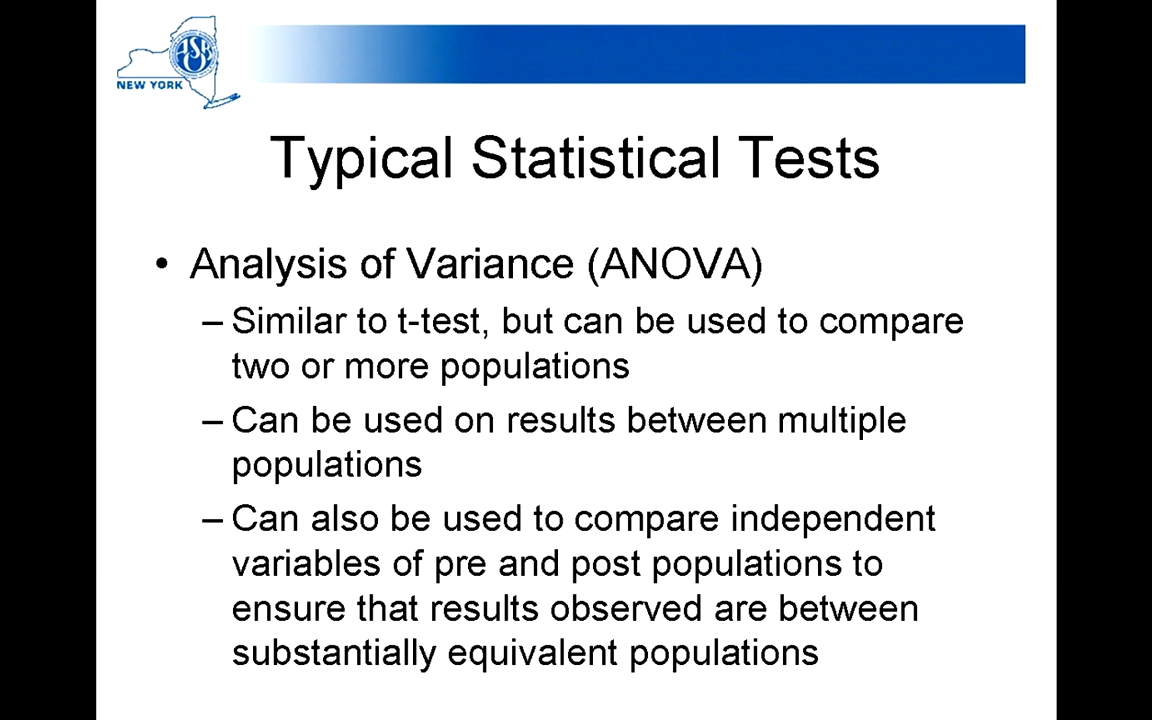 ASBO
NEW YORK
Typical Statistical Tests
• Analysis of Variance (ANOVA)
– Similar to t-test, but can be used to compare
two or more populations
– Can be used on results between multiple
populations
– Can also be used to compare independent
variables of pre and post populations to
ensure that results observed are between
substantially equivalent populations